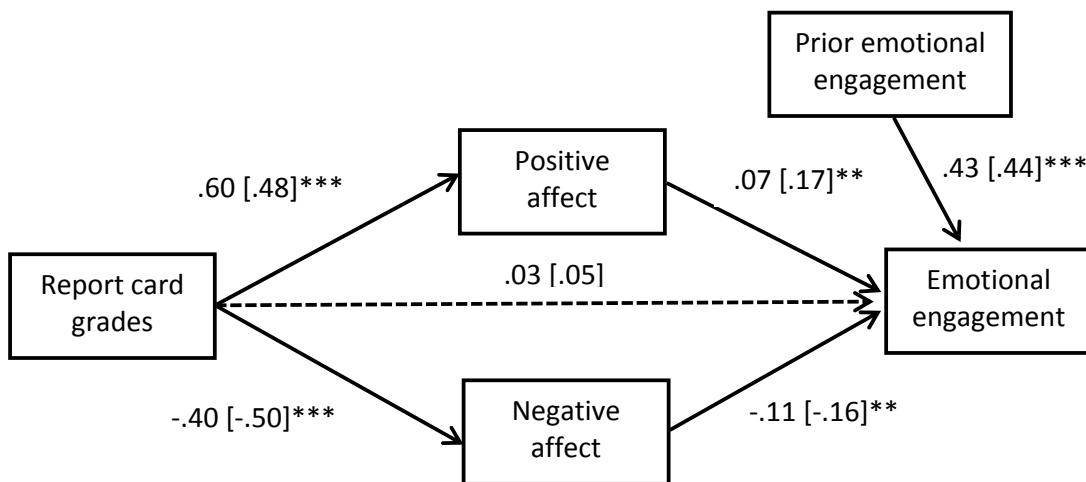 Prior emotional
engagement
.43 [.44]***
Positive
affect
.60 [.48]***
.07 [.17]**
.03 [.05]
Report card
grades
Emotional
engagement
-.40 [-.50]***
Negative
affect
-.11 [-.16]**